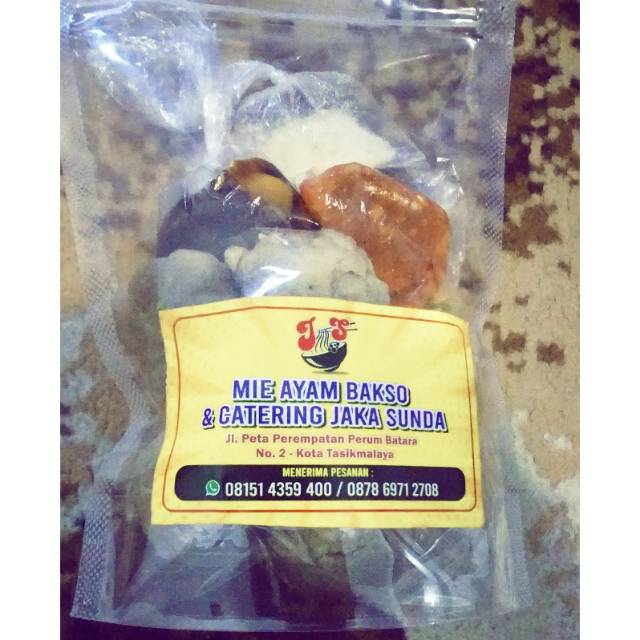 J S
MIE AYAM BAKSO
& CATERING JAKA SUNDA
Jl. Peta Perempatan Perum Batara
No. 2 - Kota Tasikmalaya
MENERIMA PESANAN :
08151 4359 400 / 0878 6971 2708